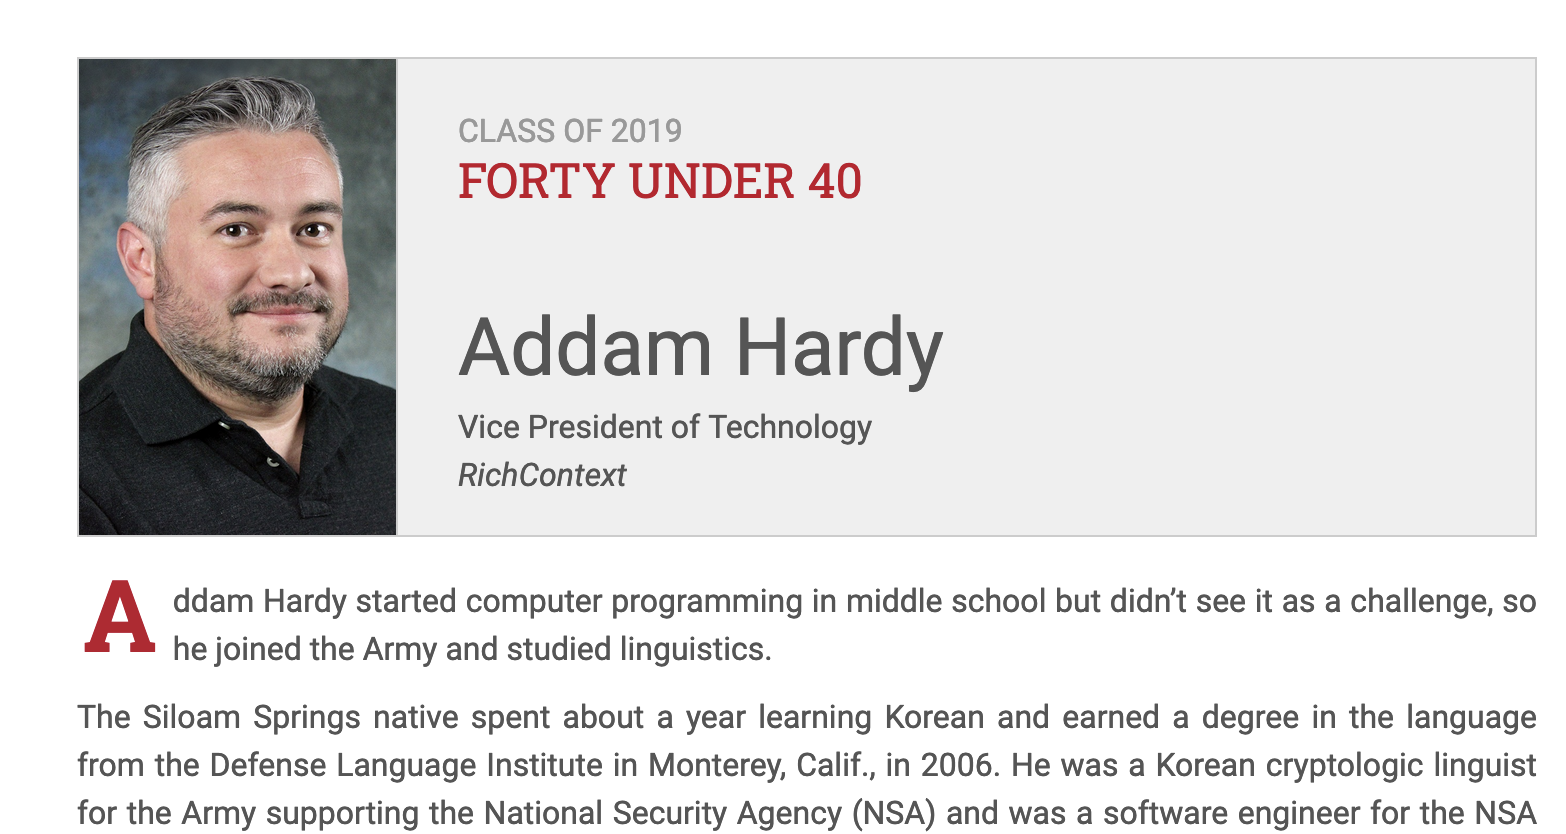 CLASS OF 2019
FORTY UNDER 40
Addam Hardy
Vice President of Technology
RichContext
Addam Hardy started computer programming in middle school but didn’t see it as a challenge, so
he joined the Army and studied linguistics.
The Siloam Springs native spent about a year learning Korean and earned a degree in the language
from the Defense Language Institute in Monterey, Calif., in 2006. He was a Korean cryptologic linguist
for the Army supporting the National Security Agency (NSA) and was a software engineer for the NSA